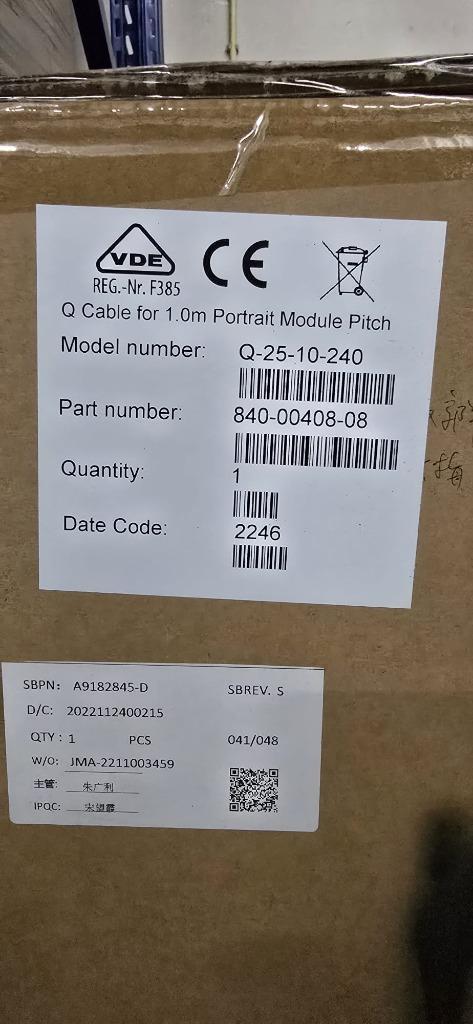 VDE
CE
REG.-Nr. F385
Q Cable for 1.0m Portrait Module Pitch
Model number: Q-25-10-240
Part number: 840-00408-08
Quantity: 1
Date Code: 2246
SBPN: A9182845-D SBREV. S
D/C: 2022112400215
QTY : 1 PCS 041/048
W/O: JMA-2211003459
主管: 朱广利
IPQC: